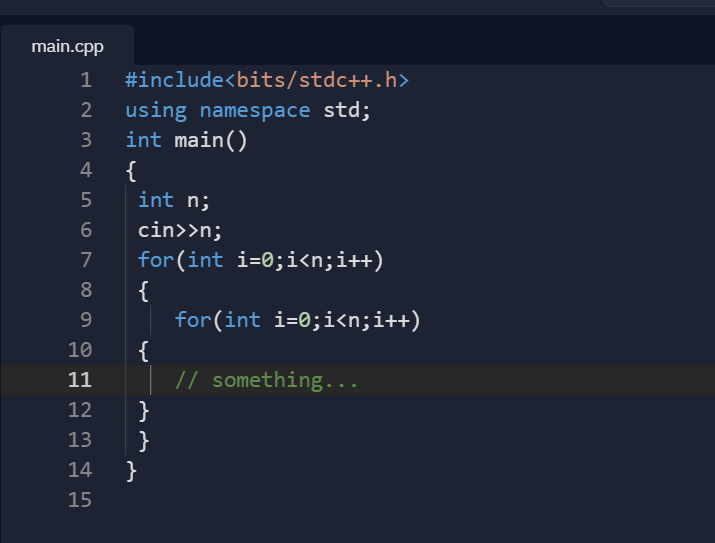 main.cpp
1 #include<bits/stdc++.h>
2 using namespace std;
3 int main()
4 {
5  int n;
6  cin>>n;
7  for(int i=0;i<n;i++)
8  {
9     for(int i=0;i<n;i++)
10  {
11     // something...
12  }
13  }
14 }
15